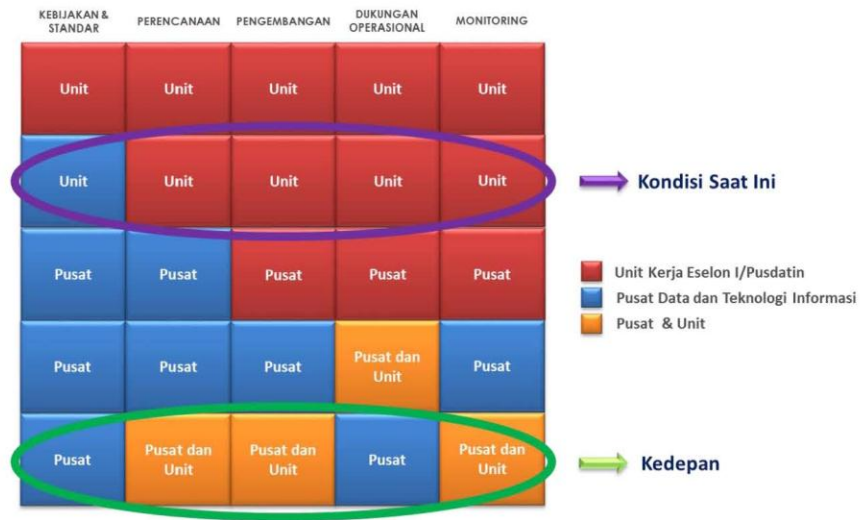 KEBIJAKAN &
STANDAR
PERENCANAAN
PENGEMBANGAN
DUKUNGAN
OPERASIONAL
MONITORING
Unit
Unit
Unit
Unit
Unit
Unit
Unit
Unit
Unit
Unit
Kondisi Saat Ini
Pusat
Pusat
Pusat
Pusat
Pusat
Unit Kerja Eselon I/Pusdatin
Pusat Data dan Teknologi Informasi
Pusat & Unit
Pusat
Pusat
Pusat
Pusat dan
Unit
Pusat
Pusat
Pusat dan
Unit
Pusat dan
Unit
Pusat
Pusat dan
Unit
Kedepan